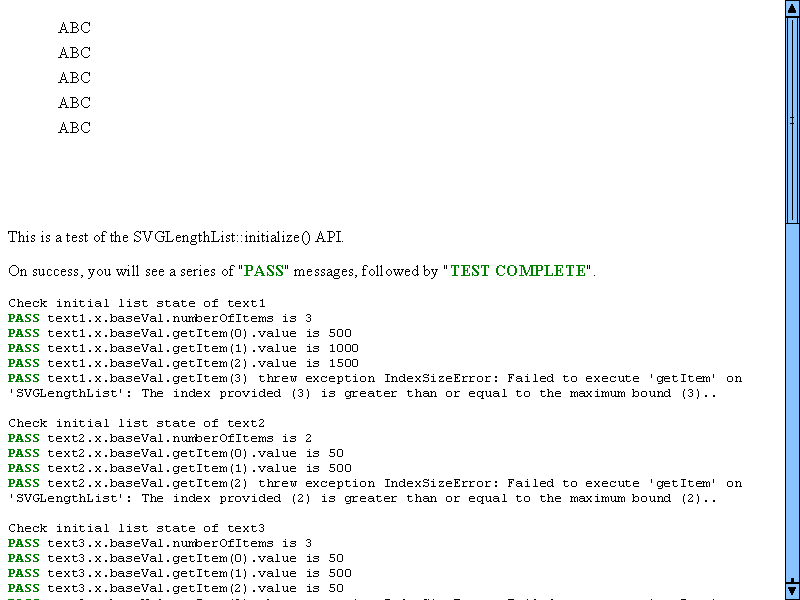 ABC
ABC
ABC
ABC
ABC
This is a test of the SVGLengthList::initialize() API.
On success, you will see a series of "PASS" messages, followed by "TEST COMPLETE".
Check initial list state of text1
PASS text1.x.baseVal.numberOfItems is 3
PASS text1.x.baseVal.getItem(0).value is 500
PASS text1.x.baseVal.getItem(1).value is 1000
PASS text1.x.baseVal.getItem(2).value is 1500
PASS text1.x.baseVal.getItem(3) threw exception IndexSizeError: Failed to execute 'getItem' on
'SVGLengthList': The index provided (3) is greater than or equal to the maximum bound (3)..
Check initial list state of text2
PASS text2.x.baseVal.numberOfItems is 2
PASS text2.x.baseVal.getItem(0).value is 50
PASS text2.x.baseVal.getItem(1).value is 500
PASS text2.x.baseVal.getItem(2) threw exception IndexSizeError: Failed to execute 'getItem' on
'SVGLengthList': The index provided (2) is greater than or equal to the maximum bound (2)..
Check initial list state of text3
PASS text3.x.baseVal.numberOfItems is 3
PASS text3.x.baseVal.getItem(0).value is 50
PASS text3.x.baseVal.getItem(1).value is 500
PASS text3.x.baseVal.getItem(2).value is 50